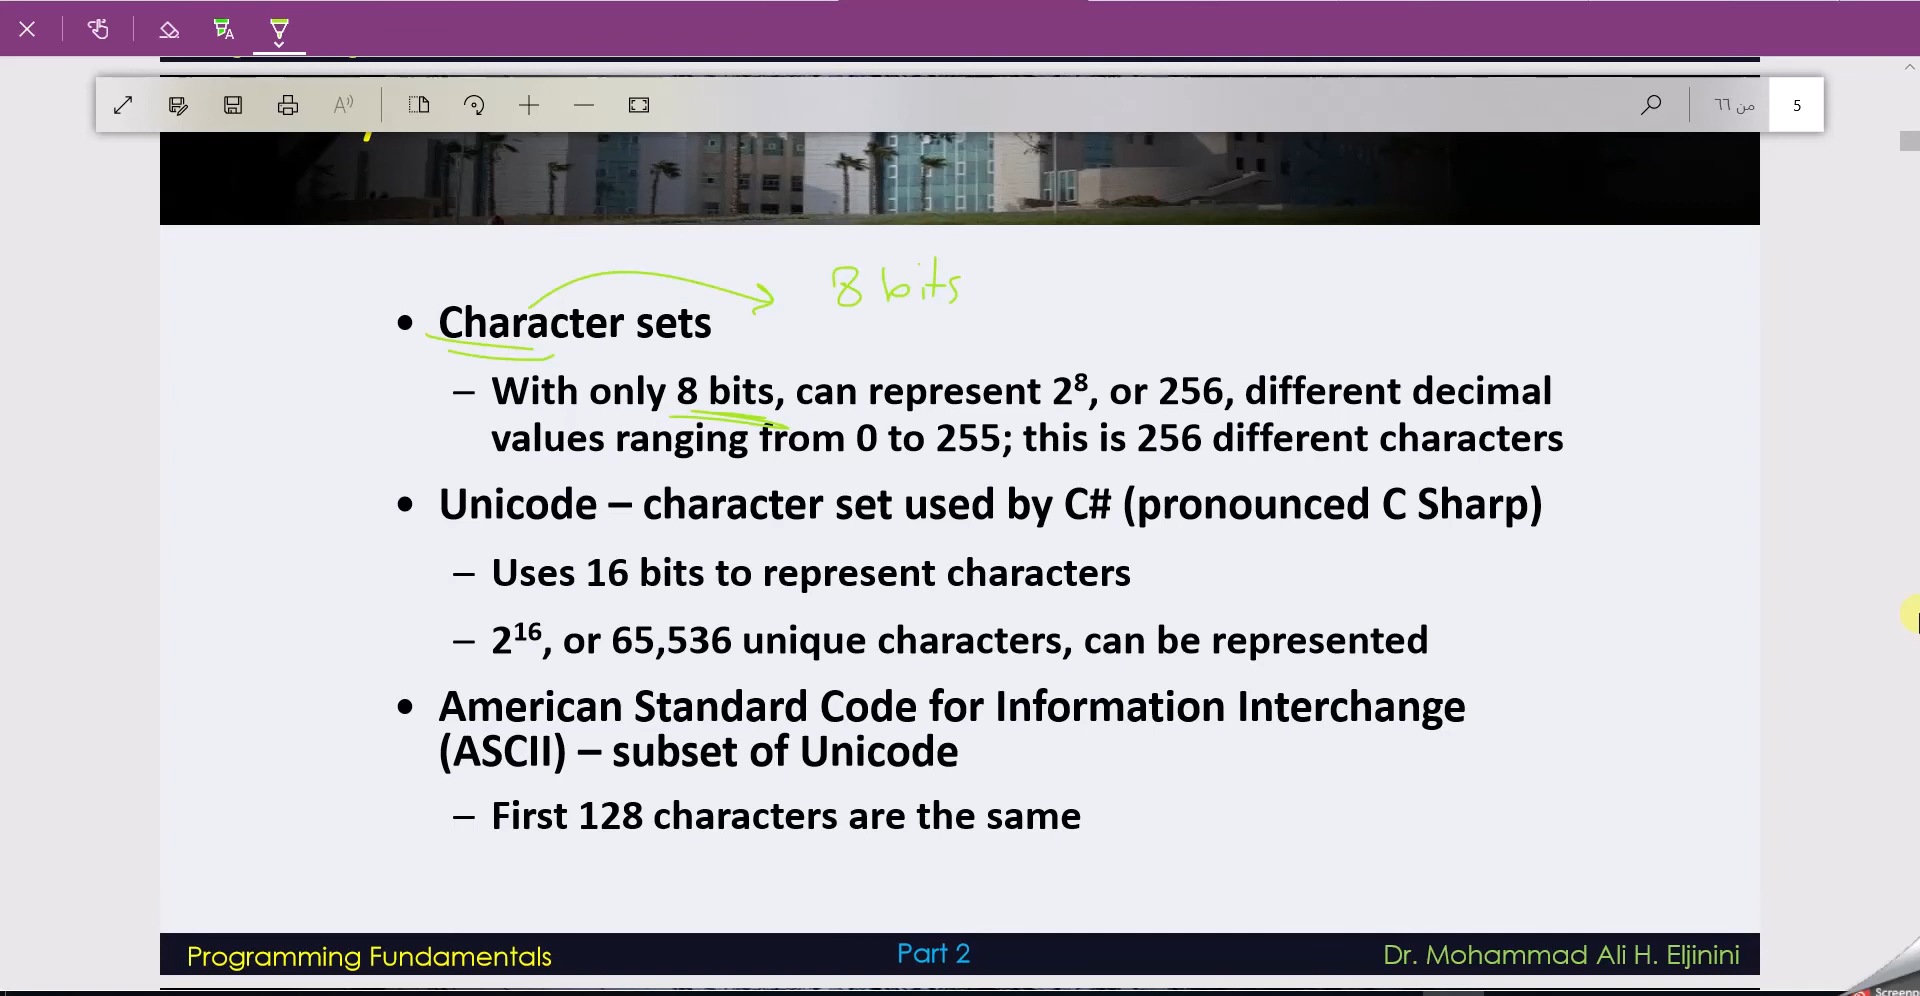 من ٦٦ 5
8 bits
• Character sets
– With only 8 bits, can represent 2⁸, or 256, different decimal
values ranging from 0 to 255; this is 256 different characters
• Unicode – character set used by C# (pronounced C Sharp)
– Uses 16 bits to represent characters
– 2¹⁶, or 65,536 unique characters, can be represented
• American Standard Code for Information Interchange
(ASCII) – subset of Unicode
– First 128 characters are the same
Programming Fundamentals Part 2 Dr. Mohammad Ali H. Eljinini